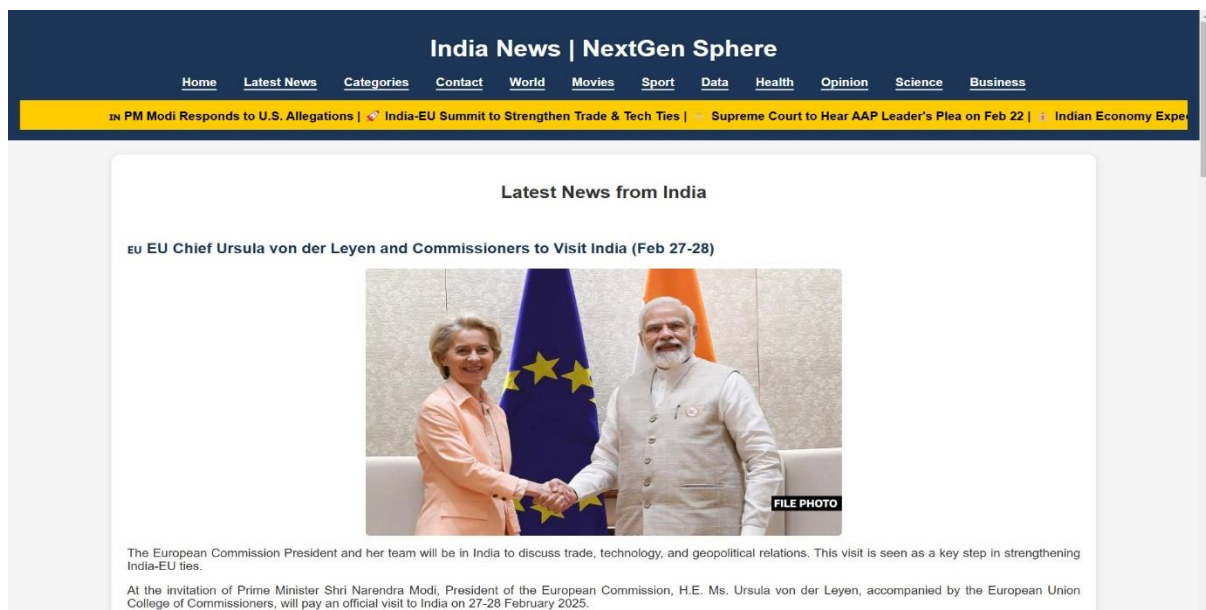 India News | NextGen Sphere
Home Latest News Categories Contact World Movies Sport Data Health Opinion Science Business
IN PM Modi Responds to U.S. Allegations | 🚀 India-EU Summit to Strengthen Trade & Tech Ties | Supreme Court to Hear AAP Leader's Plea on Feb 22 | Indian Economy Expe
Latest News from India
EU EU Chief Ursula von der Leyen and Commissioners to Visit India (Feb 27-28)
FILE PHOTO
The European Commission President and her team will be in India to discuss trade, technology, and geopolitical relations. This visit is seen as a key step in strengthening
India-EU ties.
At the invitation of Prime Minister Shri Narendra Modi, President of the European Commission, H.E. Ms. Ursula von der Leyen, accompanied by the European Union
College of Commissioners, will pay an official visit to India on 27-28 February 2025.